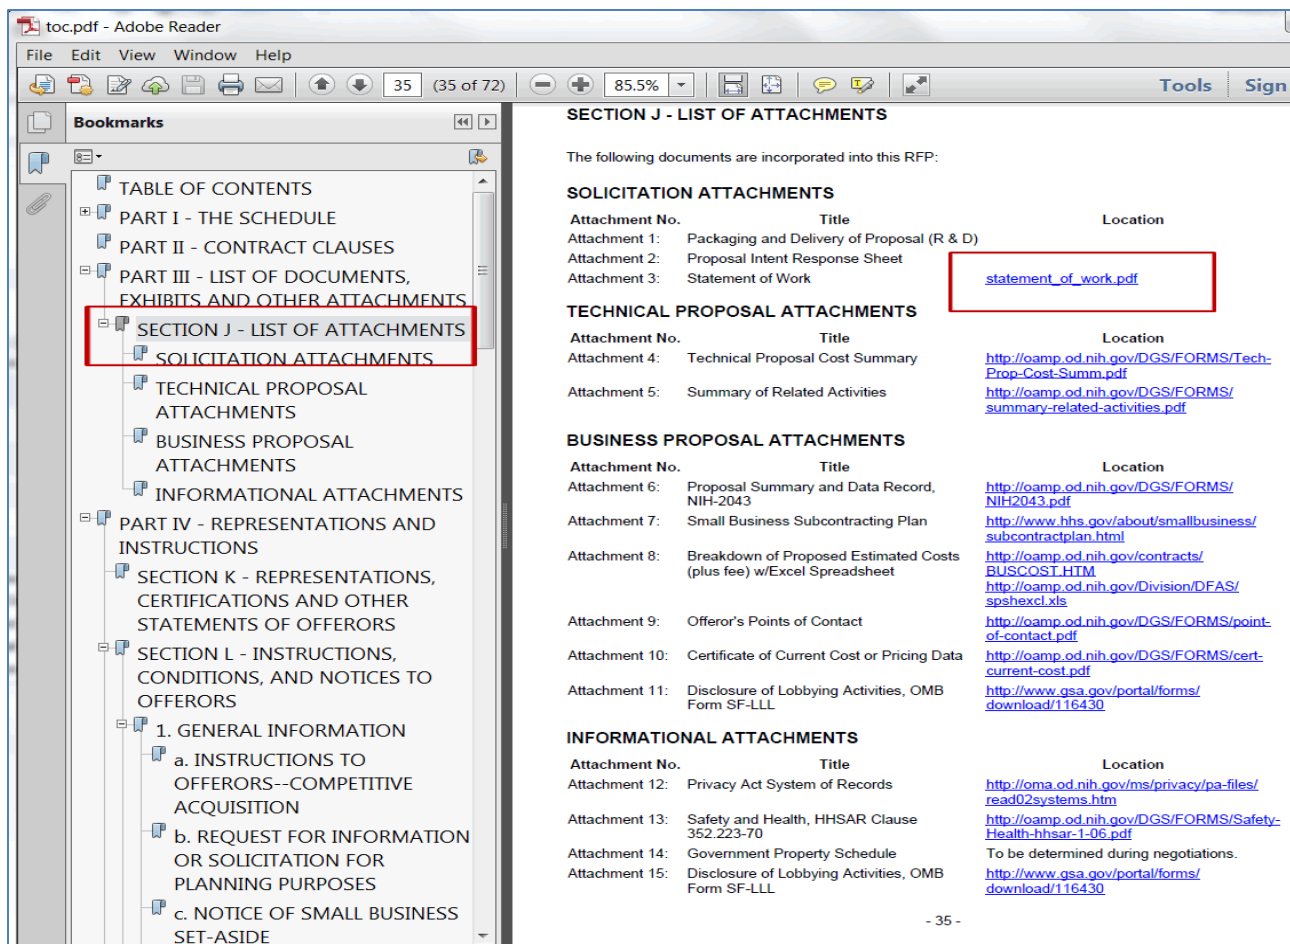 toc.pdf - Adobe Reader
File Edit View Window Help
35 (35 of 72) 85.5% Tools Sign
Bookmarks
TABLE OF CONTENTS
PART I - THE SCHEDULE
PART II - CONTRACT CLAUSES
PART III - LIST OF DOCUMENTS,
EXHIBITS AND OTHER ATTACHMENTS
SECTION J - LIST OF ATTACHMENTS
SOLICITATION ATTACHMENTS
TECHNICAL PROPOSAL
ATTACHMENTS
BUSINESS PROPOSAL
ATTACHMENTS
INFORMATIONAL ATTACHMENTS
PART IV - REPRESENTATIONS AND
INSTRUCTIONS
SECTION K - REPRESENTATIONS,
CERTIFICATIONS AND OTHER
STATEMENTS OF OFFERORS
SECTION L - INSTRUCTIONS,
CONDITIONS, AND NOTICES TO
OFFERORS
1. GENERAL INFORMATION
a. INSTRUCTIONS TO
OFFERORS--COMPETITIVE
ACQUISITION
b. REQUEST FOR INFORMATION
OR SOLICITATION FOR
PLANNING PURPOSES
c. NOTICE OF SMALL BUSINESS
SET-ASIDE
SECTION J - LIST OF ATTACHMENTS
The following documents are incorporated into this RFP:
SOLICITATION ATTACHMENTS
Attachment No. Title Location
Attachment 1: Packaging and Delivery of Proposal (R & D)
Attachment 2: Proposal Intent Response Sheet
Attachment 3: Statement of Work statement_of_work.pdf
TECHNICAL PROPOSAL ATTACHMENTS
Attachment No. Title Location
Attachment 4: Technical Proposal Cost Summary http://oamp.od.nih.gov/DGS/FORMS/Tech-
Prop-Cost-Summ.pdf
Attachment 5: Summary of Related Activities http://oamp.od.nih.gov/DGS/FORMS/
summary-related-activities.pdf
BUSINESS PROPOSAL ATTACHMENTS
Attachment No. Title Location
Attachment 6: Proposal Summary and Data Record, http://oamp.od.nih.gov/DGS/FORMS/
NIH-2043 NIH2043.pdf
Attachment 7: Small Business Subcontracting Plan http://www.hhs.gov/about/smallbusiness/
subcontractplan.html
Attachment 8: Breakdown of Proposed Estimated Costs http://oamp.od.nih.gov/contracts/
(plus fee) w/Excel Spreadsheet BUSCOST.HTM
http://oamp.od.nih.gov/Division/DFAS/
spshexcl.xls
Attachment 9: Offeror's Points of Contact http://oamp.od.nih.gov/DGS/FORMS/point-
of-contact.pdf
Attachment 10: Certificate of Current Cost or Pricing Data http://oamp.od.nih.gov/DGS/FORMS/cert-
current-cost.pdf
Attachment 11: Disclosure of Lobbying Activities, OMB http://www.gsa.gov/portal/forms/
Form SF-LLL download/116430
INFORMATIONAL ATTACHMENTS
Attachment No. Title Location
Attachment 12: Privacy Act System of Records http://oma.od.nih.gov/ms/privacy/pa-files/
read02systems.htm
Attachment 13: Safety and Health, HHSAR Clause http://oamp.od.nih.gov/DGS/FORMS/Safety-
352.223-70 Health-hhsar-1-06.pdf
Attachment 14: Government Property Schedule To be determined during negotiations.
Attachment 15: Disclosure of Lobbying Activities, OMB http://www.gsa.gov/portal/forms/
Form SF-LLL download/116430
- 35 -